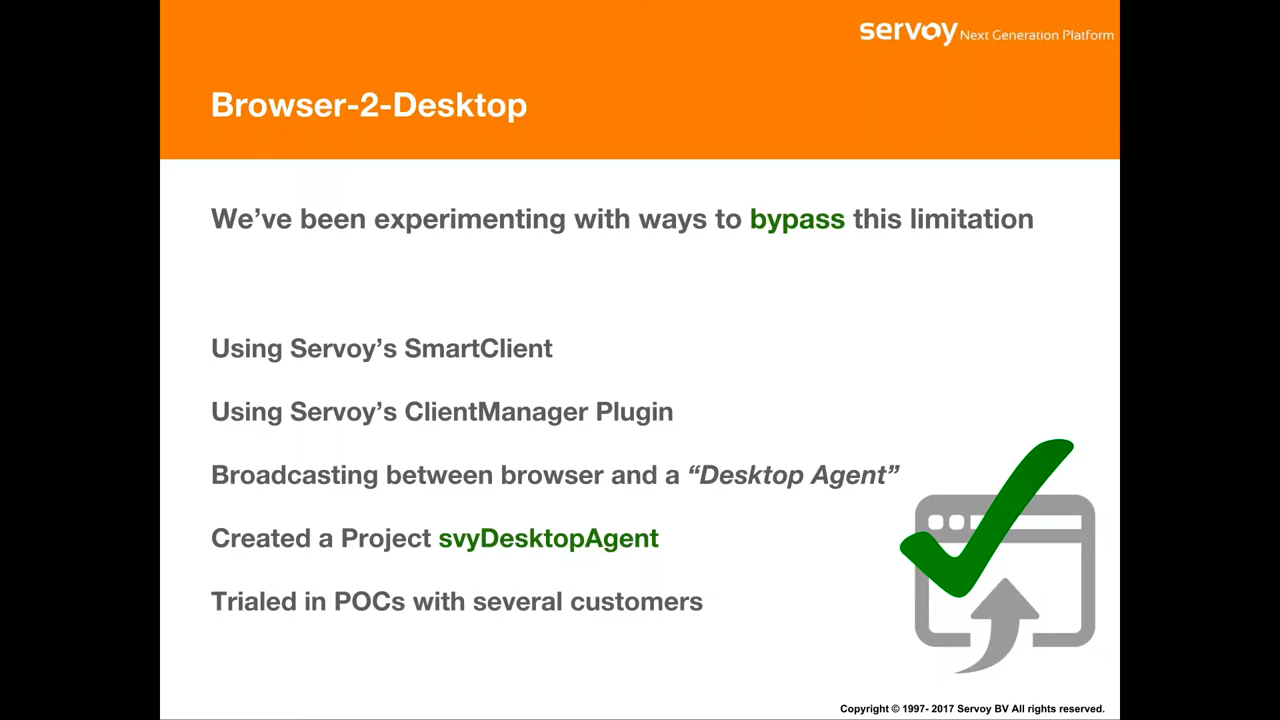 servoy Next Generation Platform
Browser-2-Desktop
We’ve been experimenting with ways to bypass this limitation
Using Servoy’s SmartClient
Using Servoy’s ClientManager Plugin
Broadcasting between browser and a “Desktop Agent”
Created a Project svyDesktopAgent
Trialed in POCs with several customers
Copyright © 1997- 2017 Servoy BV All rights reserved.